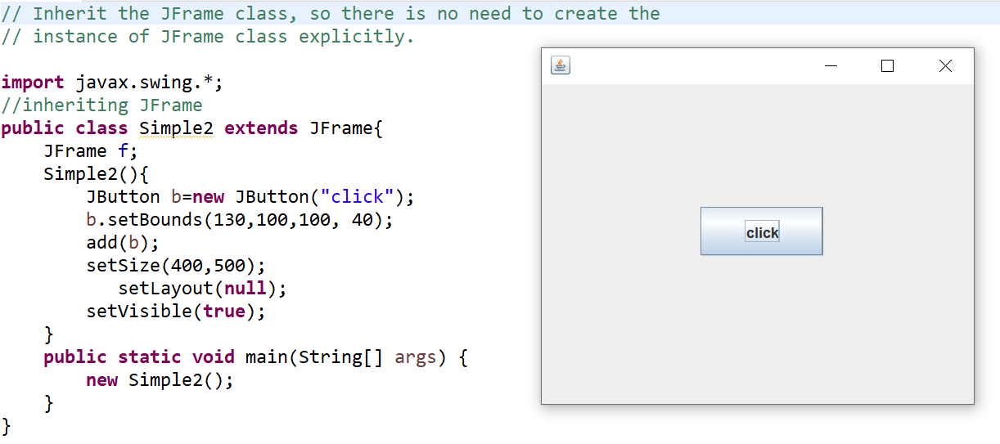 // Inherit the JFrame class, so there is no need to create the
// instance of JFrame class explicitly.
import javax.swing.*;
//inheriting JFrame
public class Simple2 extends JFrame{
    JFrame f;
    Simple2(){
        JButton b=new JButton("click");
        b.setBounds(130,100,100, 40);
        add(b);
        setSize(400,500);
           setLayout(null);
        setVisible(true);
    }
    public static void main(String[] args) {
        new Simple2();
    }
}
click